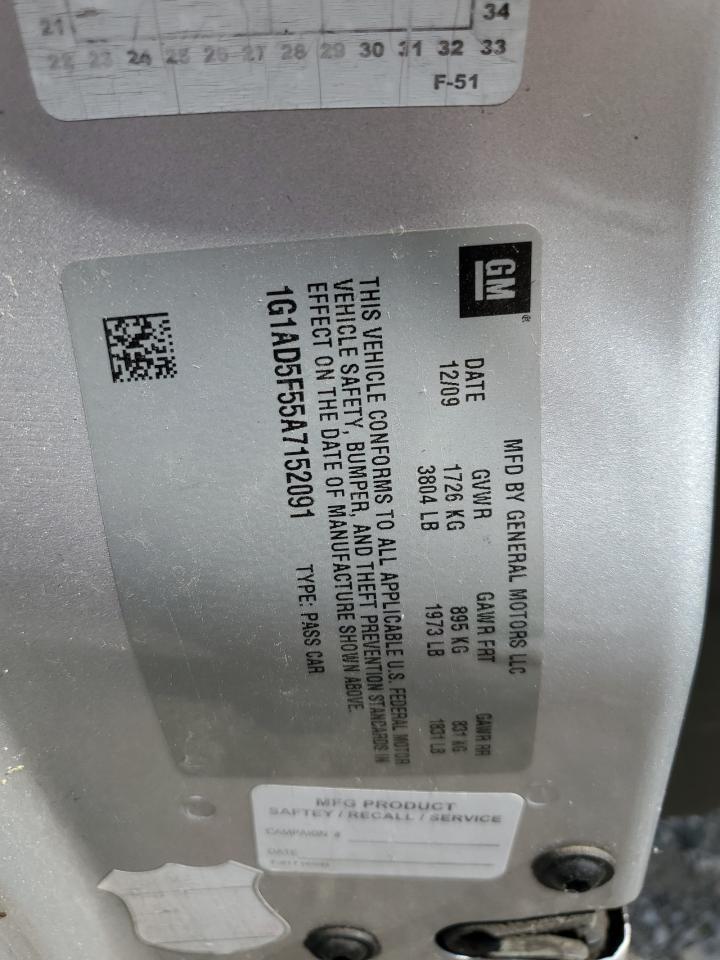 34
21
22 23 24 25 26 27 28 29 30 31 32 33
F-51
GM
®
MFD BY GENERAL MOTORS LLC
DATE GVWR GAWR FRT GAWR RR
12/09 1726 KG 895 KG 831 KG
3804 LB 1973 LB 1831 LB
THIS VEHICLE CONFORMS TO ALL APPLICABLE U.S. FEDERAL MOTOR
VEHICLE SAFETY, BUMPER, AND THEFT PREVENTION STANDARDS IN
EFFECT ON THE DATE OF MANUFACTURE SHOWN ABOVE.
1G1AD5F55A7152091 TYPE: PASS CAR
MFG PRODUCT
SAFTEY / RECALL / SERVICE
CAMPAIGN #
DATE